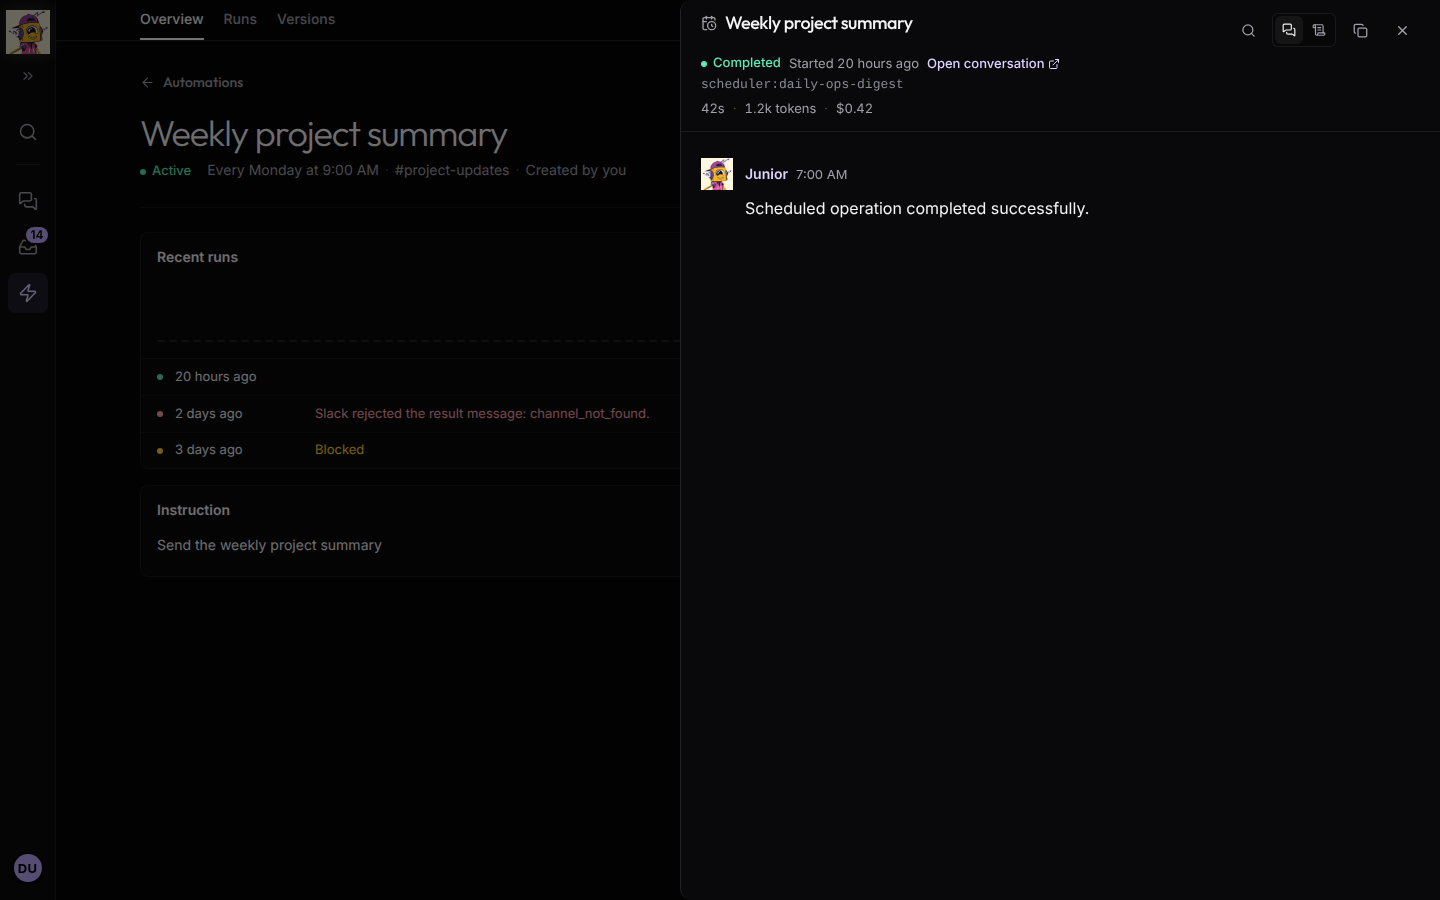 Overview Runs Versions
Automations
Weekly project summary
Active Every Monday at 9:00 AM · #project-updates · Created by you
Recent runs
20 hours ago
2 days ago Slack rejected the result message: channel_not_found.
3 days ago Blocked
Instruction
Send the weekly project summary
14
DU
Weekly project summary
Completed Started 20 hours ago Open conversation
scheduler:daily-ops-digest
42s · 1.2k tokens · $0.42
Junior 7:00 AM
Scheduled operation completed successfully.